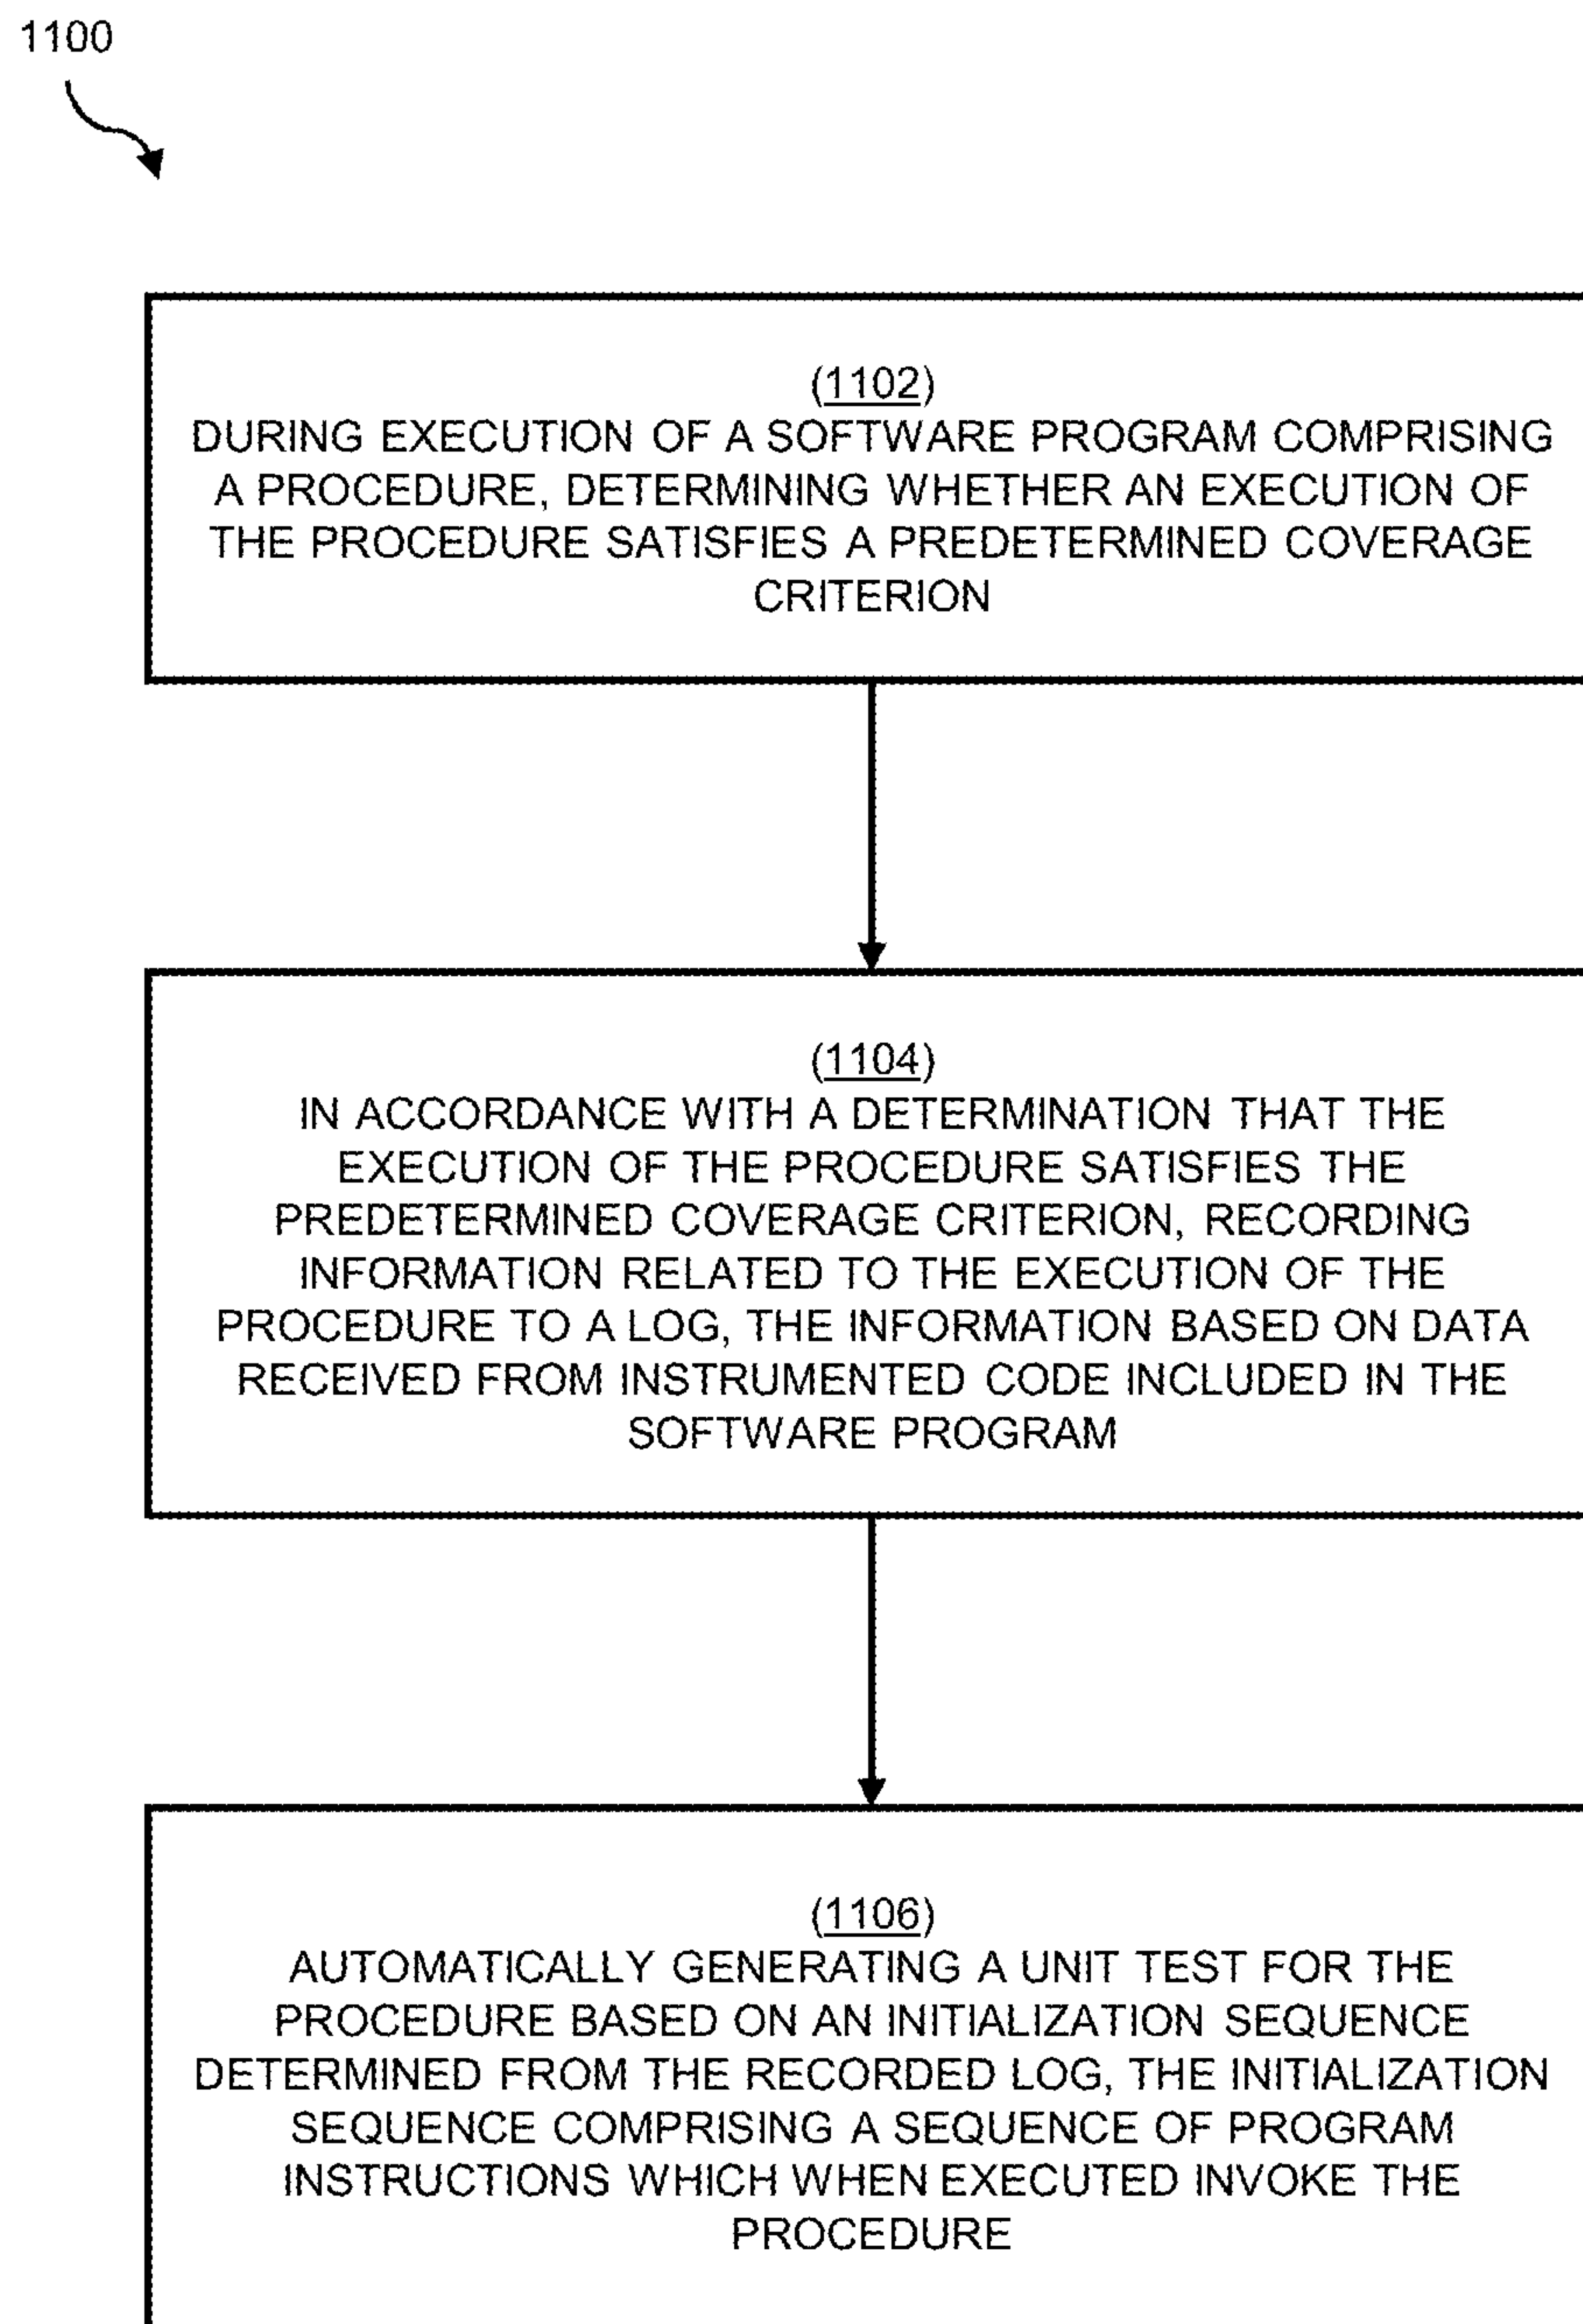 1100
(1102)
DURING EXECUTION OF A SOFTWARE PROGRAM COMPRISING
A PROCEDURE, DETERMINING WHETHER AN EXECUTION OF
THE PROCEDURE SATISFIES A PREDETERMINED COVERAGE
CRITERION
(1104)
IN ACCORDANCE WITH A DETERMINATION THAT THE
EXECUTION OF THE PROCEDURE SATISFIES THE
PREDETERMINED COVERAGE CRITERION, RECORDING
INFORMATION RELATED TO THE EXECUTION OF THE
PROCEDURE TO A LOG, THE INFORMATION BASED ON DATA
RECEIVED FROM INSTRUMENTED CODE INCLUDED IN THE
SOFTWARE PROGRAM
(1106)
AUTOMATICALLY GENERATING A UNIT TEST FOR THE
PROCEDURE BASED ON AN INITIALIZATION SEQUENCE
DETERMINED FROM THE RECORDED LOG, THE INITIALIZATION
SEQUENCE COMPRISING A SEQUENCE OF PROGRAM
INSTRUCTIONS WHICH WHEN EXECUTED INVOKE THE
PROCEDURE